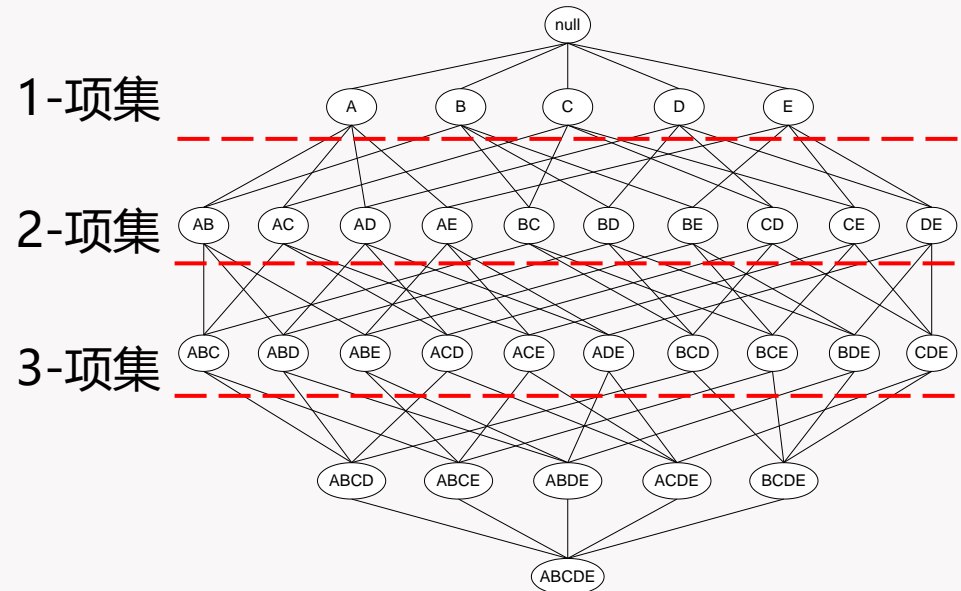 null
1-项集
A B C D E
2-项集
AB AC AD AE BC BD BE CD CE DE
3-项集
ABC ABD ABE ACD ACE ADE BCD BCE BDE CDE
ABCD ABCE ABDE ACDE BCDE
ABCDE